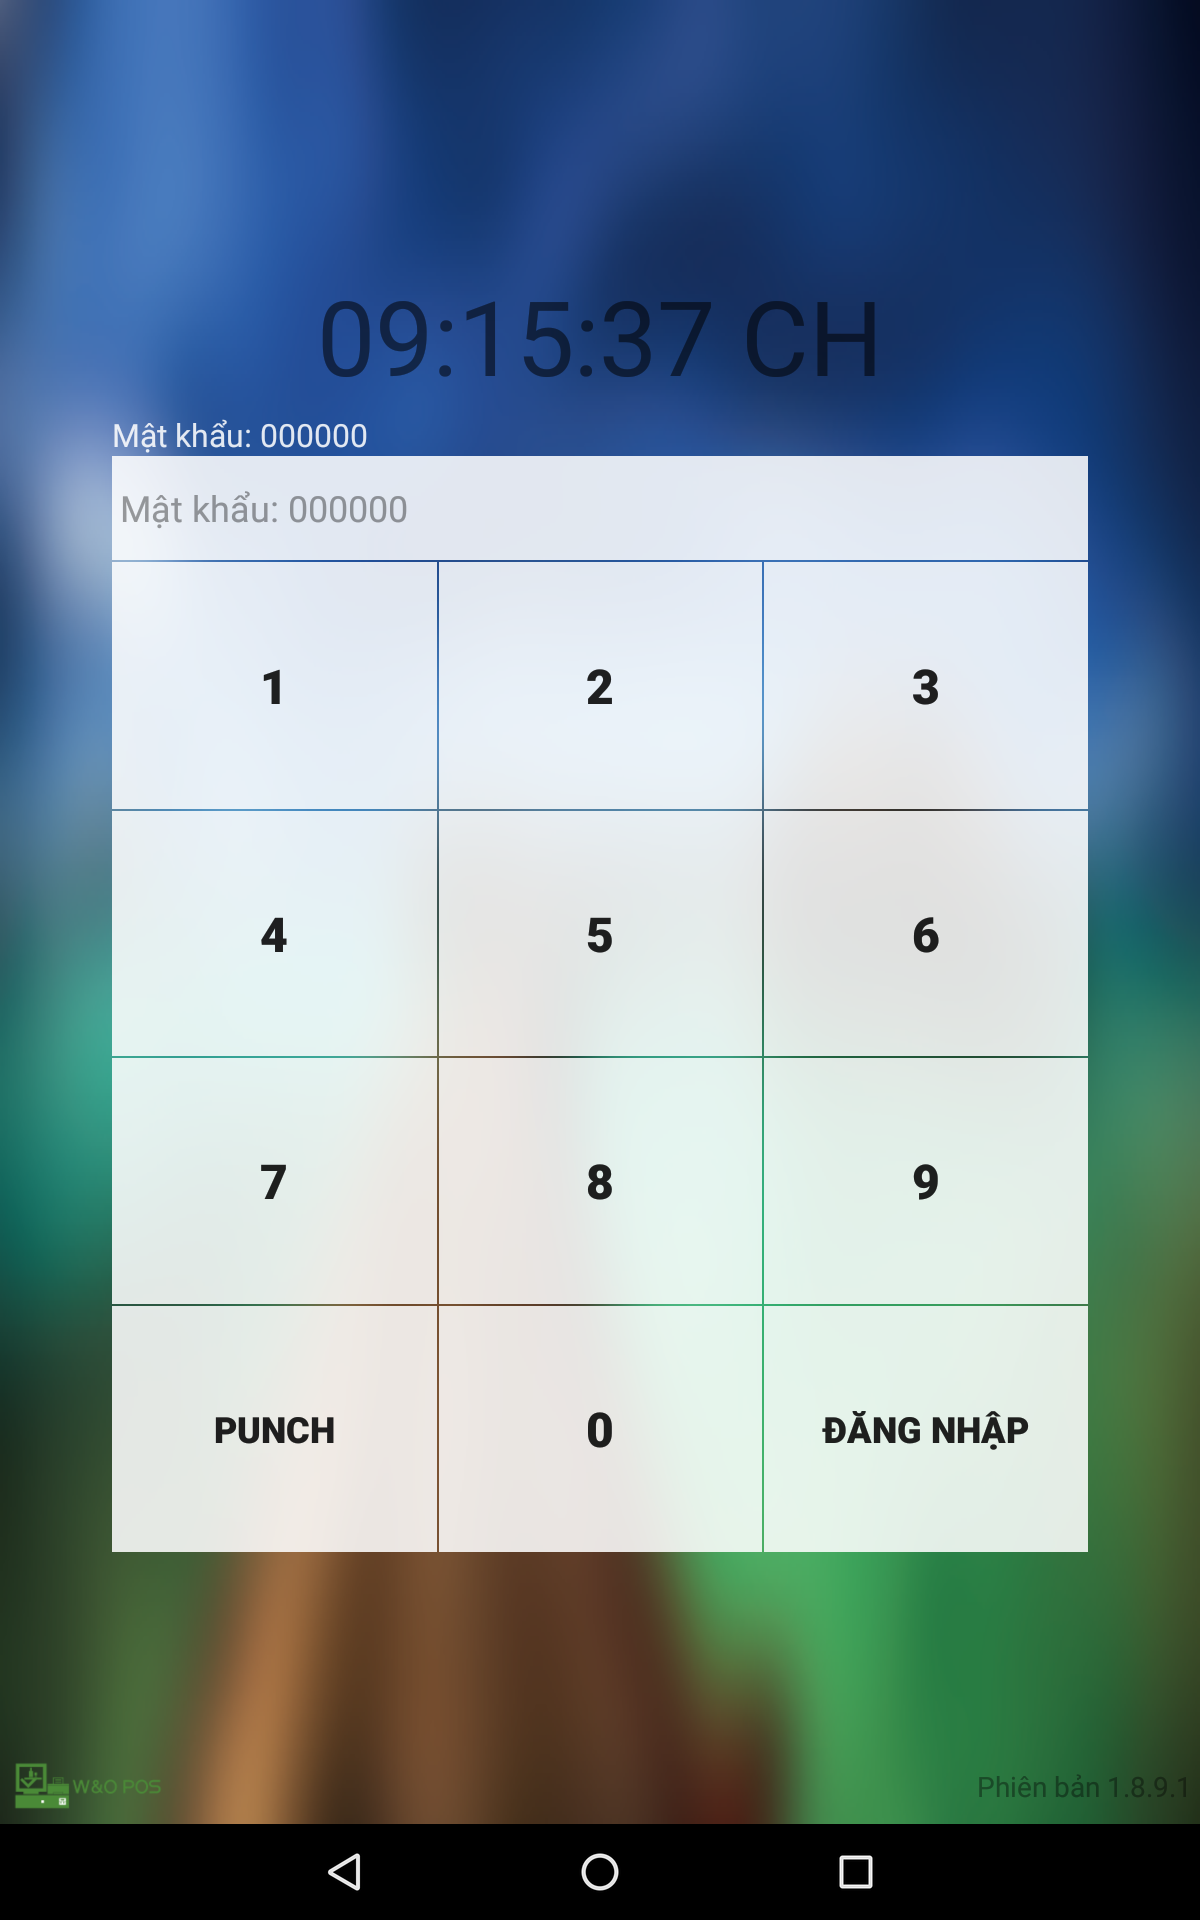 09:15:37 CH
Mật khẩu: 000000
Mật khẩu: 000000
1 2 3
4 5 6
7 8 9
PUNCH 0 ĐĂNG NHẬP
W&O POS
Phiên bản 1.8.9.1